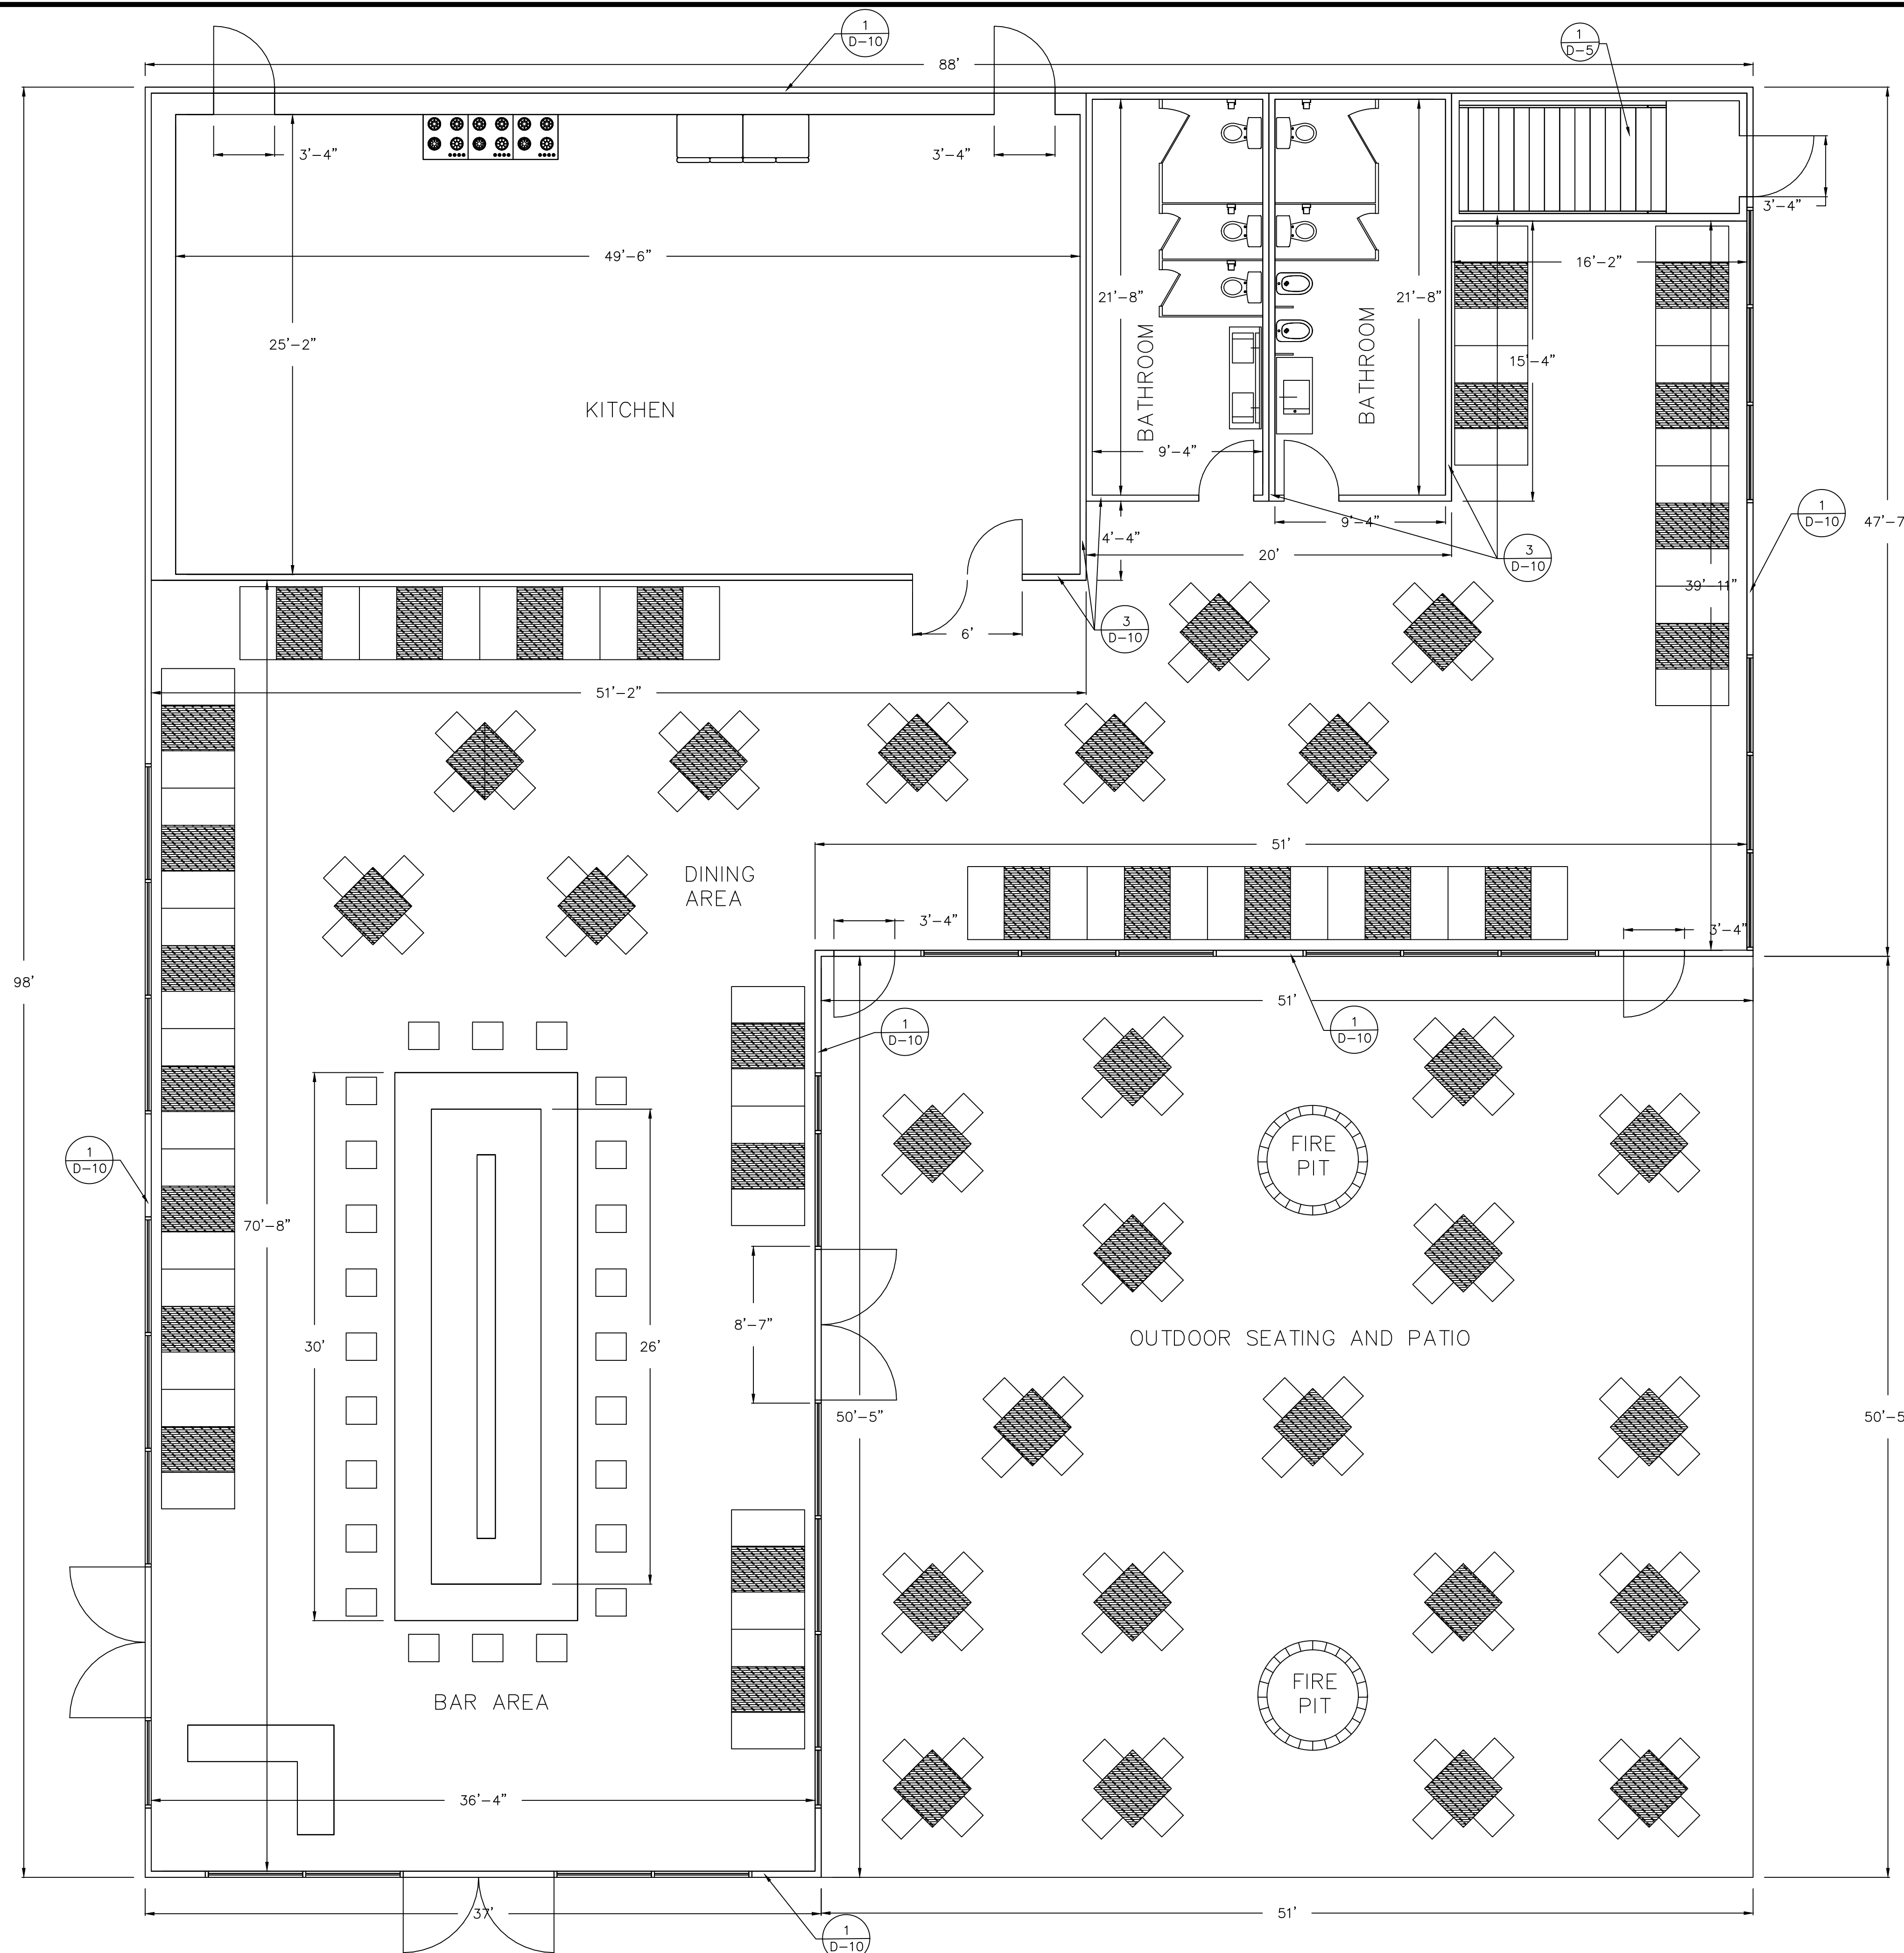 1
D-10
1
D-5
88'
3'-4"
3'-4"
3'-4"
49'-6"
16'-2"
21'-8"
21'-8"
25'-2"
15'-4"
KITCHEN
BATHROOM
BATHROOM
9'-4"
1
D-10
47'-7
9'-4"
4'-4"
20'
3
D-10
39'-11"
3
D-10
6'
51'-2"
51'
DINING
AREA
3'-4"
3'-4"
98'
51'
1
D-10
1
D-10
FIRE
PIT
1
D-10
70'-8"
8'-7"
OUTDOOR SEATING AND PATIO
30'
26'
50'-5"
50'-5
FIRE
PIT
BAR AREA
36'-4"
37'
51'
1
D-10